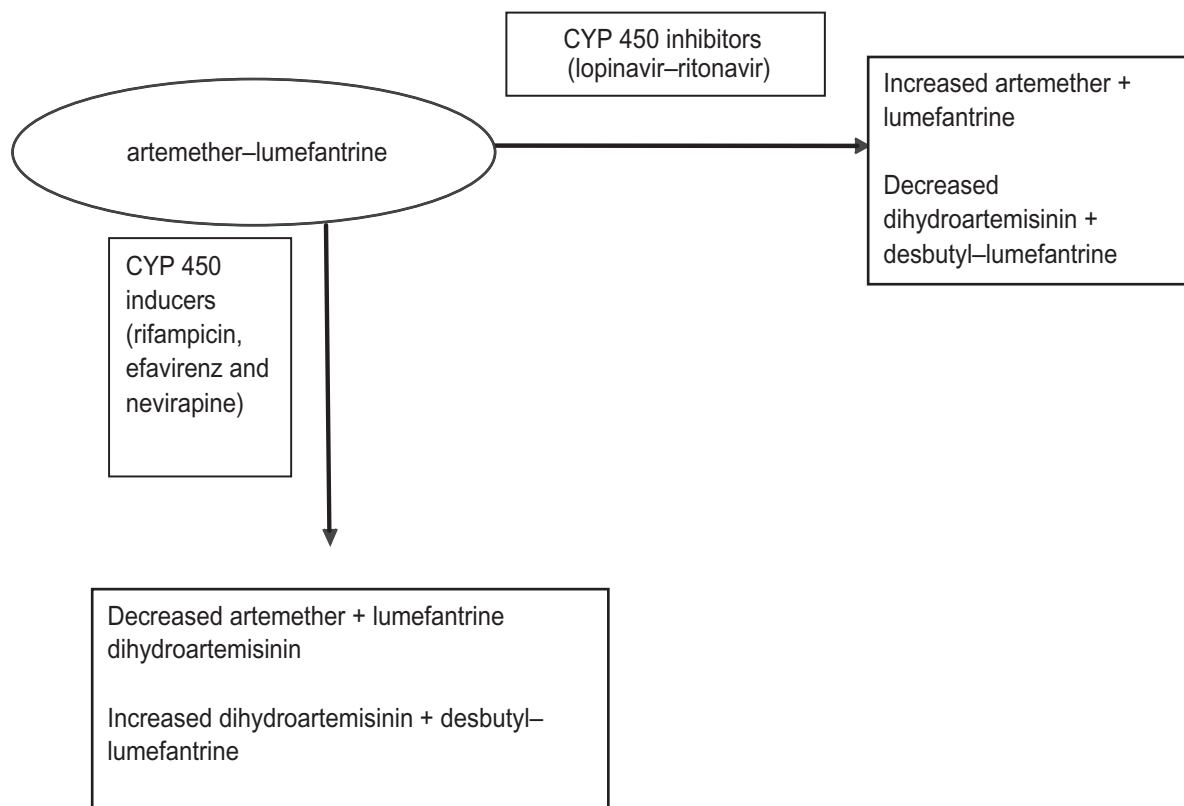 CYP 450 inhibitors
(lopinavir–ritonavir)
artemether–lumefantrine
Increased artemether +
lumefantrine
Decreased
dihydroartemisinin +
desbutyl–lumefantrine
CYP 450
inducers
(rifampicin,
efavirenz and
nevirapine)
Decreased artemether + lumefantrine
dihydroartemisinin
Increased dihydroartemisinin + desbutyl–
lumefantrine